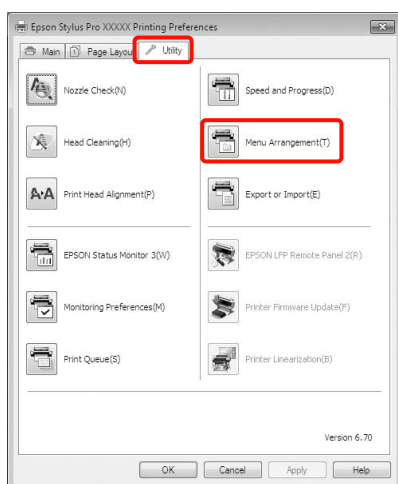 Epson Stylus Pro XXXXX Printing Preferences
Main Page Layout Utility
Nozzle Check(N)
Speed and Progress(D)
Head Cleaning(H)
Menu Arrangement(T)
A A Print Head Alignment(P)
Export or Import(E)
EPSON Status Monitor 3(W)
EPSON LFP Remote Panel 2(R)
Monitoring Preferences(M)
Printer Firmware Update(F)
Print Queue(S)
Printer Linearization(B)
Version 6.70
OK Cancel Apply Help